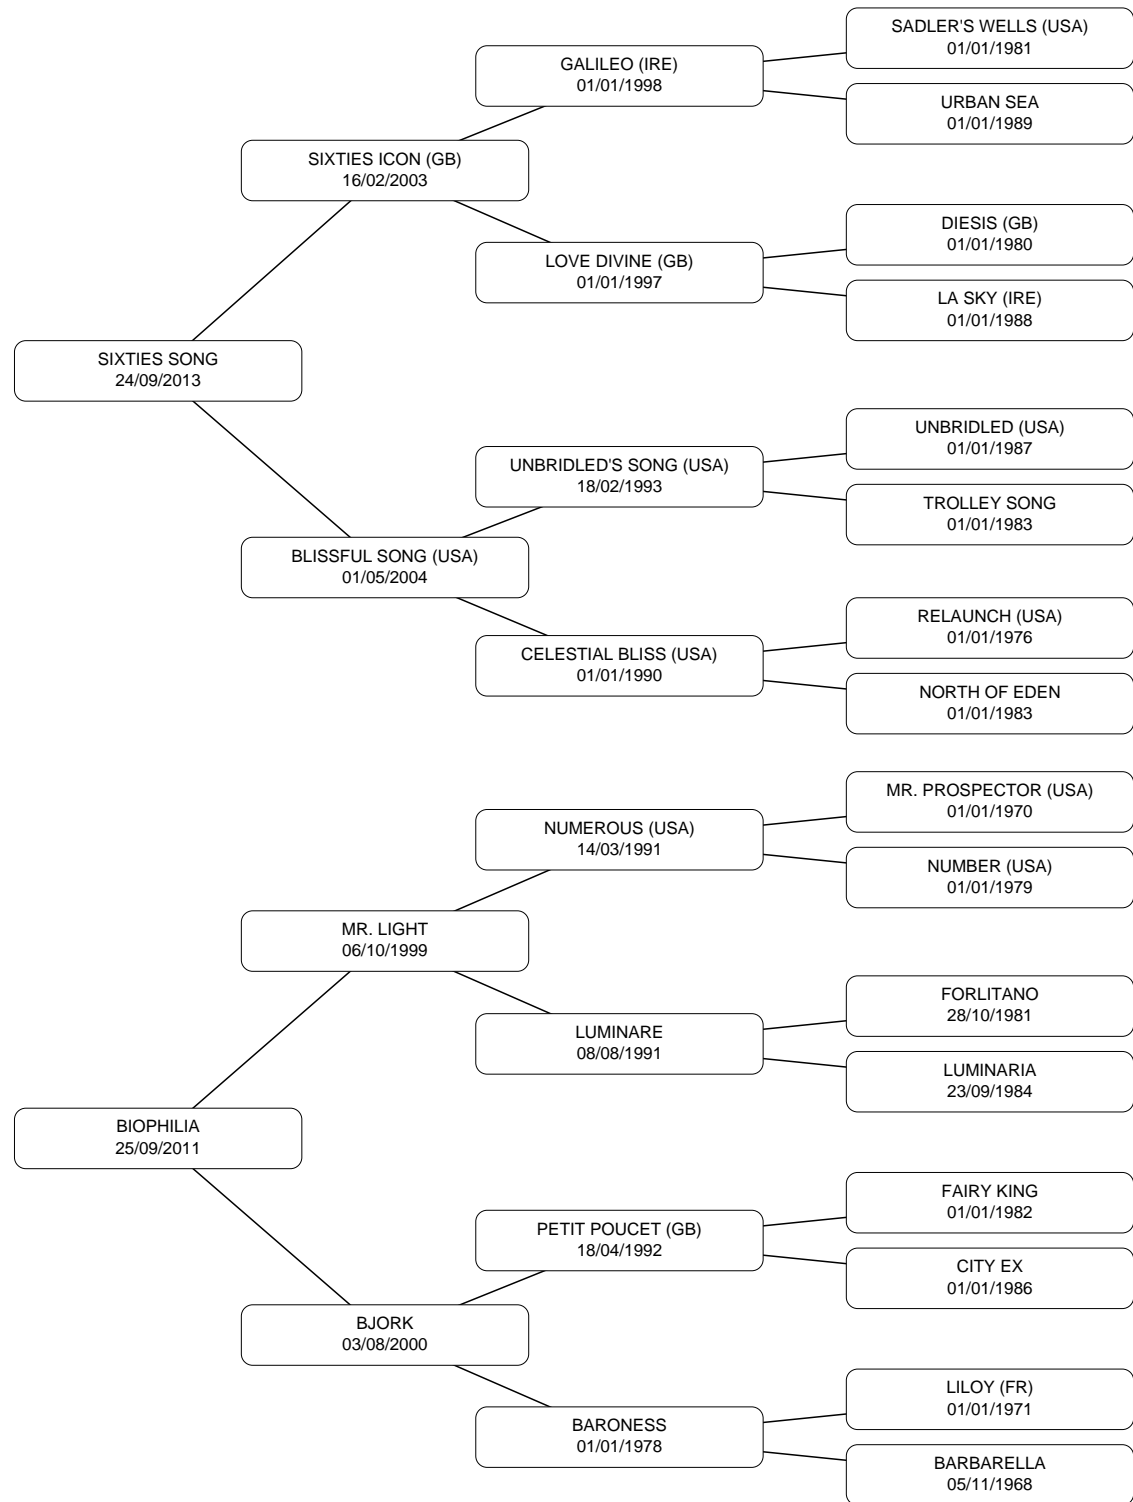 SADLER'S WELLS (USA)
01/01/1981
GALILEO (IRE)
01/01/1998
URBAN SEA
01/01/1989
SIXTIES ICON (GB)
16/02/2003
DIESIS (GB)
01/01/1980
LOVE DIVINE (GB)
01/01/1997
LA SKY (IRE)
01/01/1988
SIXTIES SONG
24/09/2013
UNBRIDLED (USA)
01/01/1987
UNBRIDLED'S SONG (USA)
18/02/1993
TROLLEY SONG
01/01/1983
BLISSFUL SONG (USA)
01/05/2004
RELAUNCH (USA)
01/01/1976
CELESTIAL BLISS (USA)
01/01/1990
NORTH OF EDEN
01/01/1983
MR. PROSPECTOR (USA)
01/01/1970
NUMEROUS (USA)
14/03/1991
NUMBER (USA)
01/01/1979
MR. LIGHT
06/10/1999
FORLITANO
28/10/1981
LUMINARE
08/08/1991
LUMINARIA
23/09/1984
BIOPHILIA
25/09/2011
FAIRY KING
01/01/1982
PETIT POUCET (GB)
18/04/1992
CITY EX
01/01/1986
BJORK
03/08/2000
LILOY (FR)
01/01/1971
BARONESS
01/01/1978
BARBARELLA
05/11/1968